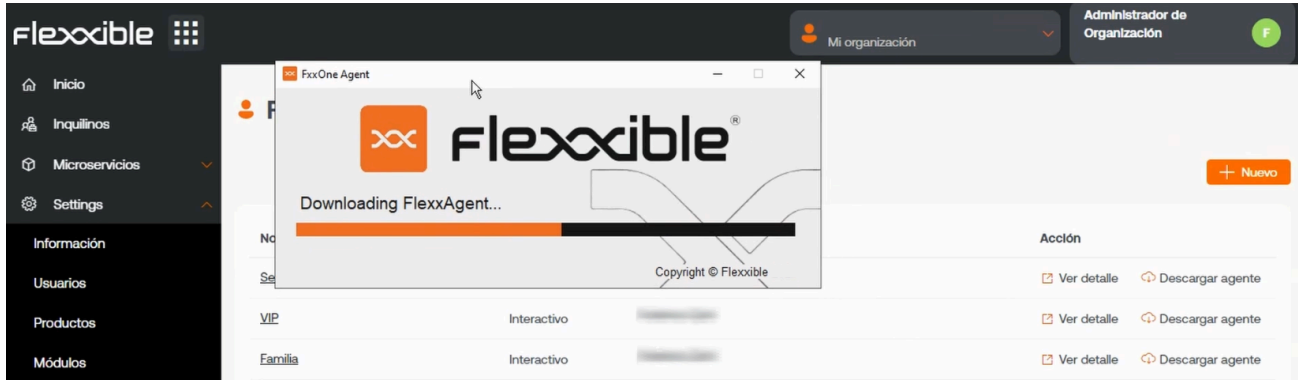 Flexxible
Mi organización
Administrador de
Organización
F
Inicio
Inquilinos
Microservicios
Settings
Información
Usuarios
Productos
Módulos
FxxOne Agent
Flexxible®
Downloading FlexxAgent...
Copyright © Flexxible
Nuevo
Acción
Ver detalle Descargar agente
VIP Interactivo Ver detalle Descargar agente
Familia Interactivo Ver detalle Descargar agente